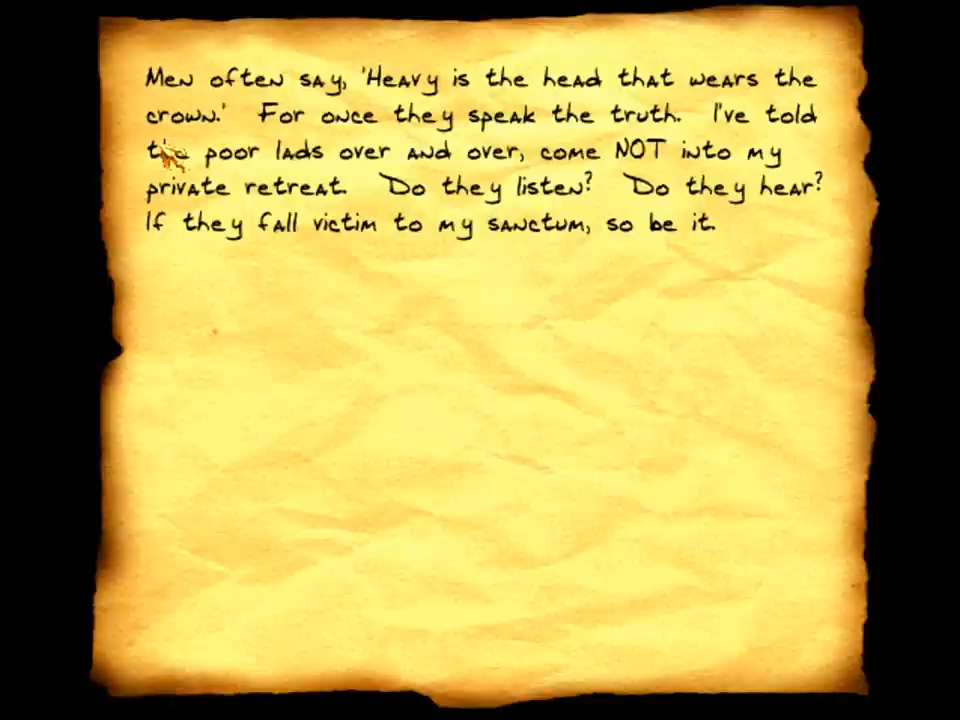 Men often say, 'Heavy is the head that wears the
crown.' For once they speak the truth. I've told
the poor lads over and over, come NOT into my
private retreat. Do they listen? Do they hear?
If they fall victim to my sanctum, so be it.